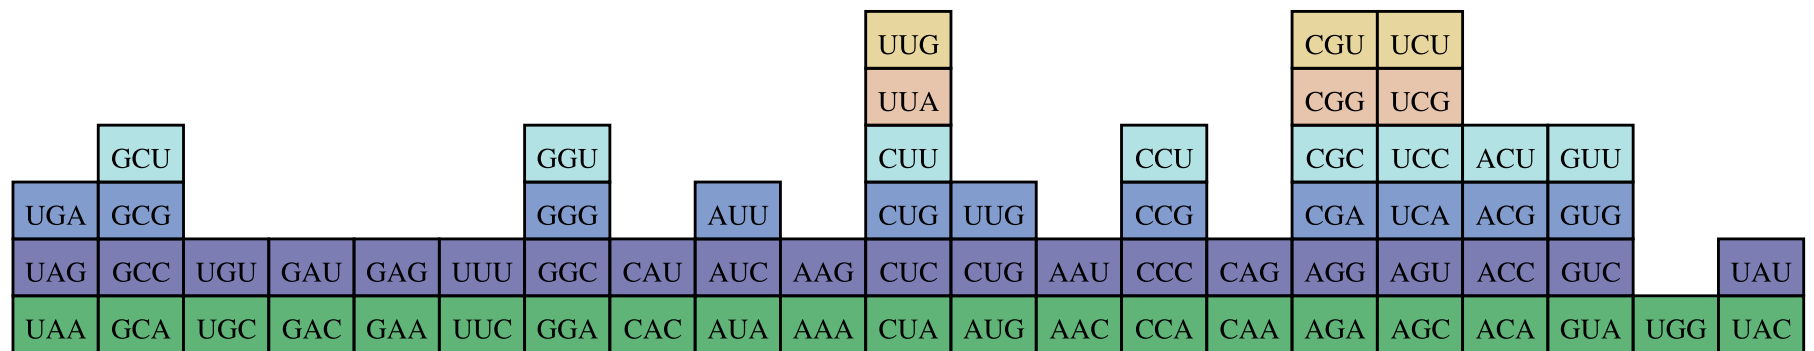 UUG CGU UCU
UUA CGG UCG
GCU GGU CUU CCU CGC UCC ACU GUU
UGA GCG GGG AUU CUG UUG CCG CGA UCA ACG GUG
UAG GCC UGU GAU GAG UUU GGC CAU AUC AAG CUC CUG AAU CCC CAG AGG AGU ACC GUC UAU
UAA GCA UGC GAC GAA UUC GGA CAC AUA AAA CUA AUG AAC CCA CAA AGA AGC ACA GUA UGG UAC